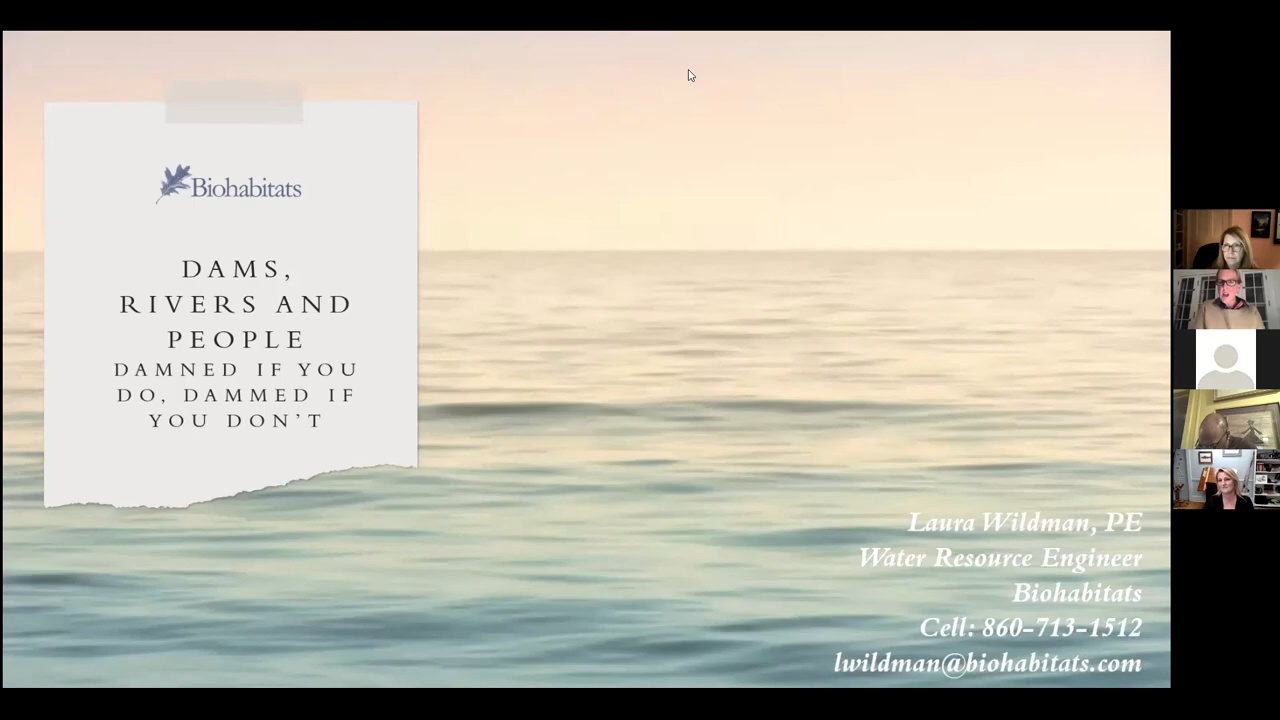 Biohabitats
DAMS,
RIVERS AND
PEOPLE
DAMNED IF YOU
DO, DAMMED IF
YOU DON'T
Laura Wildman, PE
Water Resource Engineer
Biohabitats
Cell: 860-713-1512
lwildman@biohabitats.com